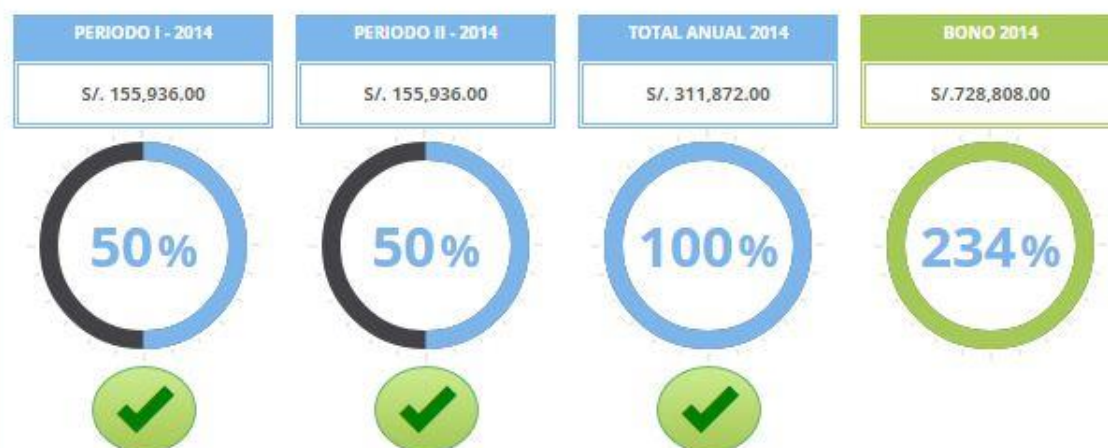 PERIODO I - 2014
S/. 155,936.00
50%
PERIODO II - 2014
S/. 155,936.00
50%
TOTAL ANUAL 2014
S/. 311,872.00
100%
BONO 2014
S/.728,808.00
234%